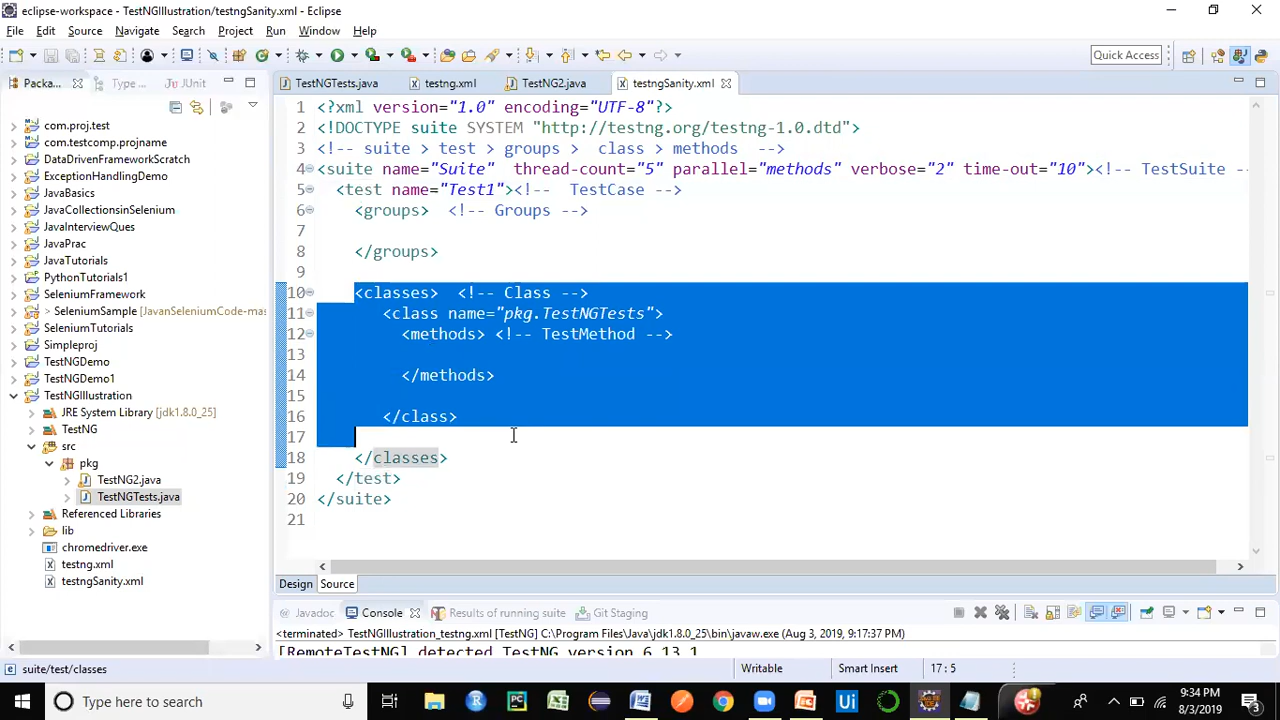 eclipse-workspace - TestNGIllustration/testngSanity.xml - Eclipse
File Edit Source Navigate Search Project Run Window Help
Quick Access
Packa... Type ... JUnit
com.proj.test
com.testcomp.projname
DataDrivenFrameworkScratch
ExceptionHandlingDemo
JavaBasics
JavaCollectionsinSelenium
JavaInterviewQues
JavaPrac
JavaTutorials
PythonTutorials1
SeleniumFramework
> SeleniumSample [JavanSeleniumCode-mas
SeleniumTutorials
Simpleproj
TestNGDemo
TestNGDemo1
TestNGIllustration
JRE System Library [jdk1.8.0_25]
TestNG
src
pkg
TestNG2.java
TestNGTests.java
Referenced Libraries
lib
chromedriver.exe
testng.xml
testngSanity.xml
TestNGTests.java testng.xml TestNG2.java testngSanity.xml
1 <?xml version="1.0" encoding="UTF-8"?>
2 <!DOCTYPE suite SYSTEM "http://testng.org/testng-1.0.dtd">
3 <!-- suite > test > groups > class > methods -->
4 <suite name="Suite" thread-count="5" parallel="methods" verbose="2" time-out="10"><!-- TestSuite --
5 <test name="Test1"><!-- TestCase -->
6 <groups> <!-- Groups -->
7
8 </groups>
9
10 <classes> <!-- Class -->
11 <class name="pkg.TestNGTests">
12 <methods> <!-- TestMethod -->
13
14 </methods>
15
16 </class>
17
18 </classes>
19 </test>
20 </suite>
21
Design Source
Javadoc Console Results of running suite Git Staging
<terminated> TestNGIllustration_testng.xml [TestNG] C:\Program Files\Java\jdk1.8.0_25\bin\javaw.exe (Aug 3, 2019, 9:17:37 PM)
[RemoteTestNG] detected TestNG version 6.13.1
suite/test/classes Writable Smart Insert 17 : 5
Type here to search
R PC Ui
9:34 PM
8/3/2019
3